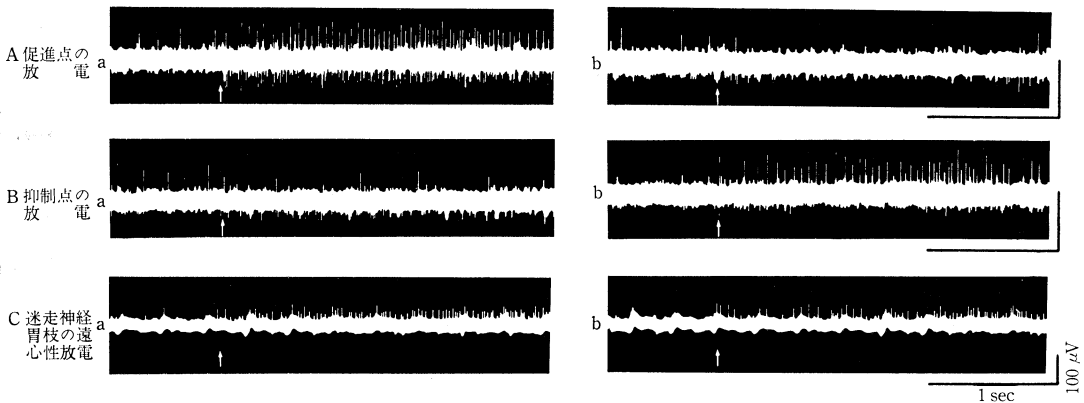 A 促進点の
放 電
a
b
B 抑制点の
放 電
a
b
C 迷走神経
胃枝の遠
心性放電
a
b
1 sec
100 μV